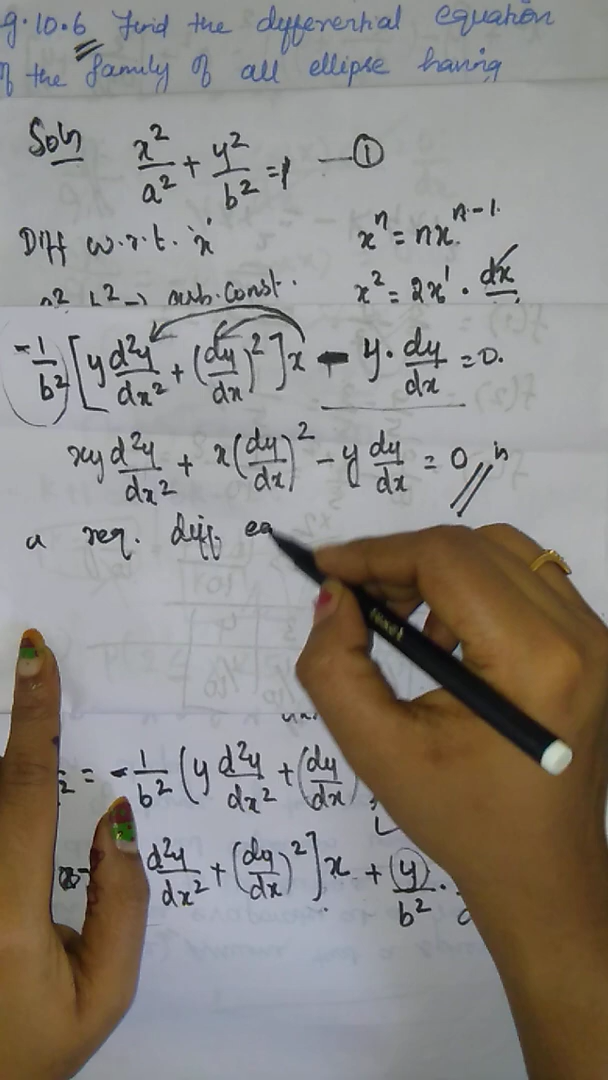 g.10.6 Find the differential equation
of the family of all ellipse having
Soln x²/a² + y²/b² = 1 — ①
Diff w.r.t. 'x' xⁿ = nxⁿ⁻¹.
a² b² → arb. const. x² = 2x¹ · dx
-1/b² [y d²y/dx² + (dy/dx)²] x - y · dy/dx = 0.
xy d²y/dx² + x(dy/dx)² - y dy/dx = 0 is
a req. diff eq
= -1/b² (y d²y/dx² + (dy/dx)
d²y/dx² + (dy/dx)²] x + y/b² ·